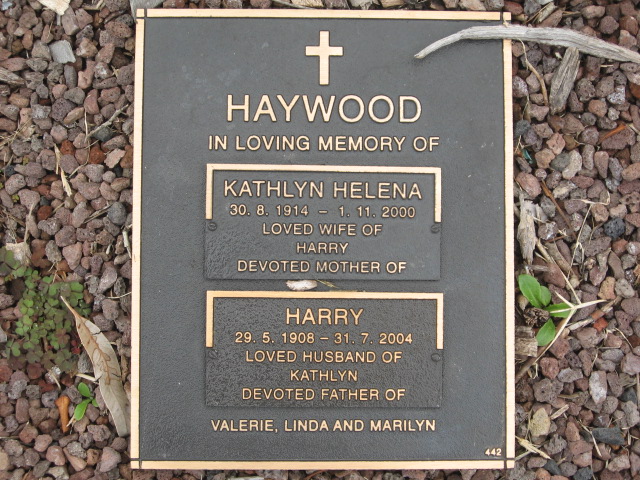 HAYWOOD
IN LOVING MEMORY OF
KATHLYN HELENA
30. 8. 1914 – 1. 11. 2000
LOVED WIFE OF
HARRY
DEVOTED MOTHER OF
HARRY
29. 5. 1908 – 31. 7. 2004
LOVED HUSBAND OF
KATHLYN
DEVOTED FATHER OF
VALERIE, LINDA AND MARILYN
442